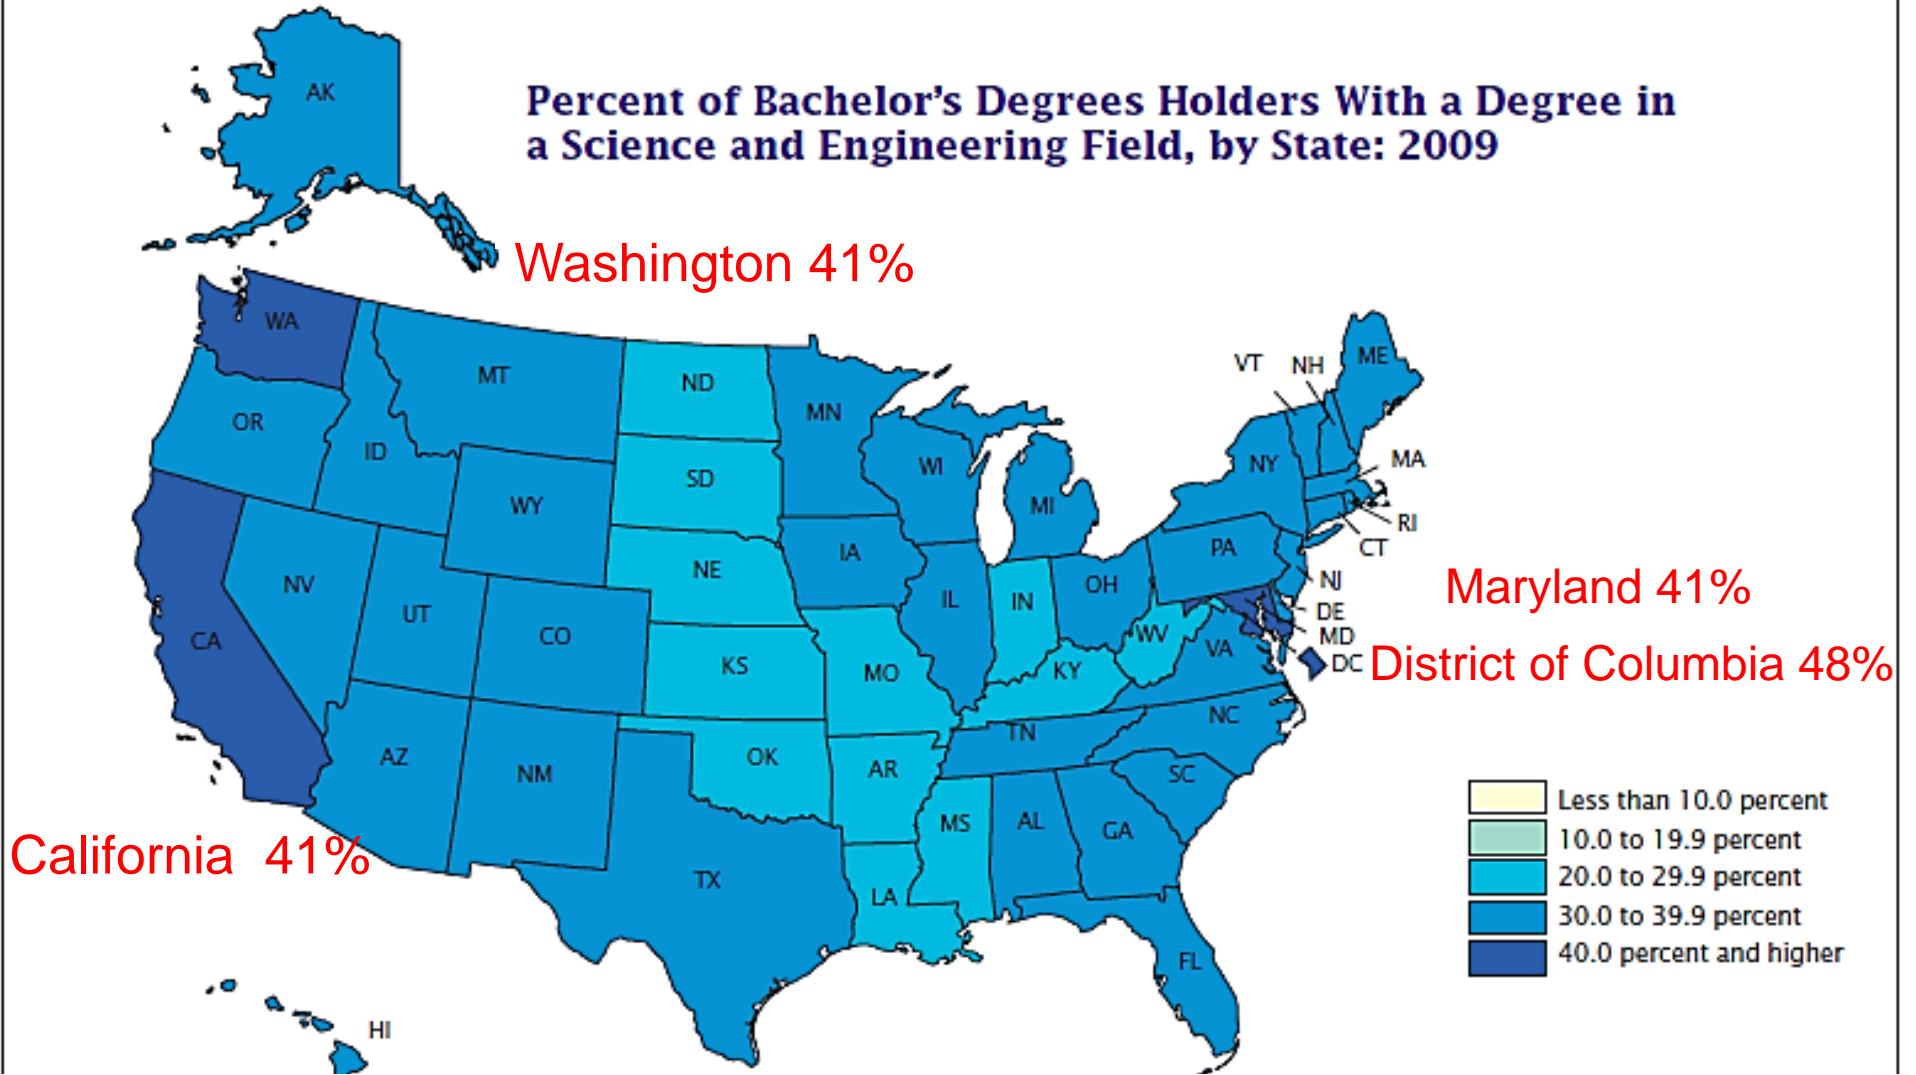 AK
Percent of Bachelor's Degrees Holders With a Degree in
a Science and Engineering Field, by State: 2009
Washington 41%
WA
MT
ND
MN
VT
NH
ME
OR
ID
SD
WI
MI
NY
MA
WY
RI
CT
IA
PA
NV
NE
OH
NJ
UT
IL
IN
Maryland 41%
DE
CO
WV
MD
CA
KS
MO
KY
VA
DC
District of Columbia 48%
NC
TN
AZ
NM
OK
AR
SC
MS
AL
GA
Less than 10.0 percent
10.0 to 19.9 percent
20.0 to 29.9 percent
30.0 to 39.9 percent
40.0 percent and higher
California 41%
TX
LA
FL
HI